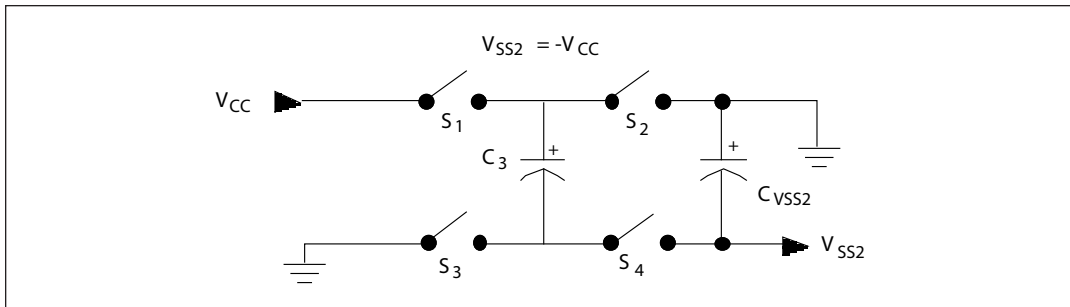 V_SS2 = -V_CC
V_CC
S_1
S_2
C_3
+
+
C_VSS2
S_3
S_4
V_SS2